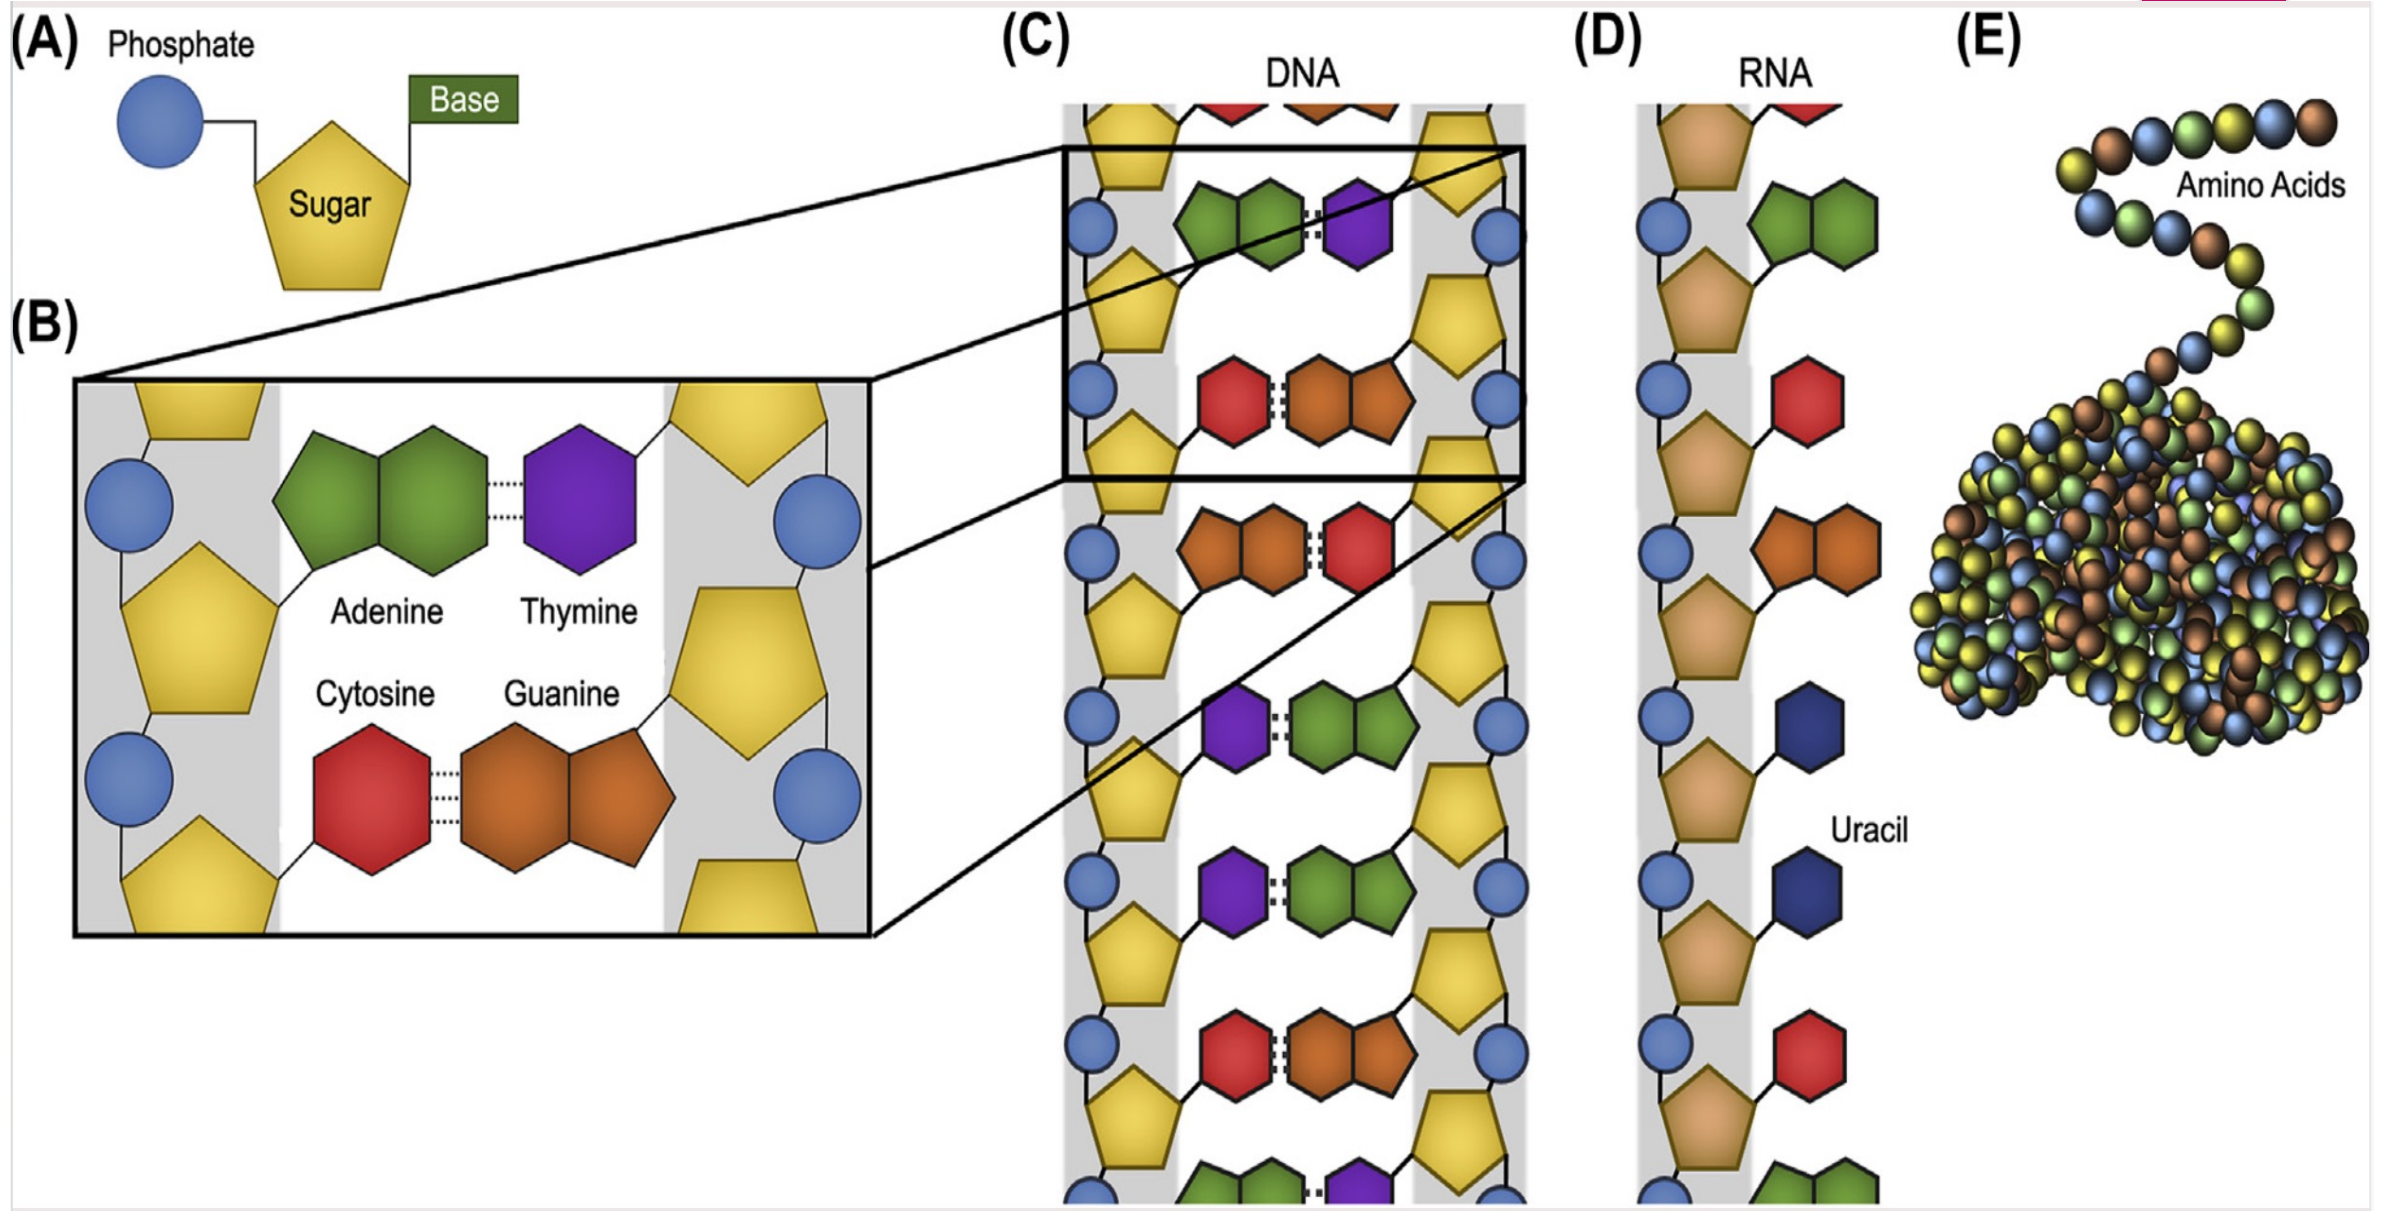 (A)
Phosphate
Base
Sugar
(B)
Adenine
Thymine
Cytosine
Guanine
(C)
DNA
(D)
RNA
Uracil
(E)
Amino Acids